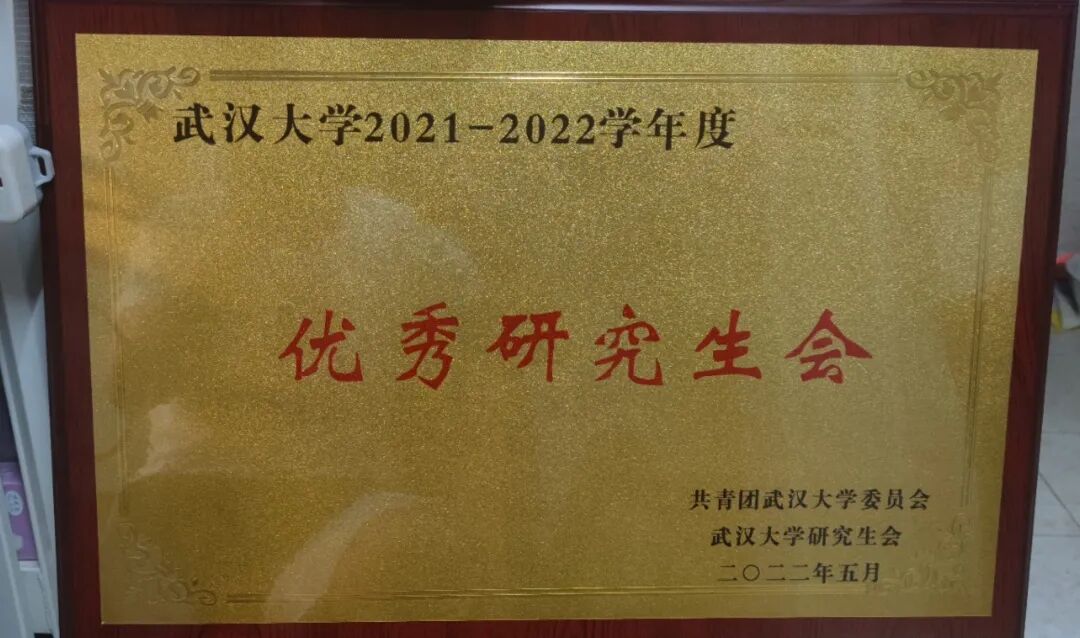 武汉大学2021-2022学年度
优秀研究生会
共青团武汉大学委员会
武汉大学研究生会
二〇二二年五月